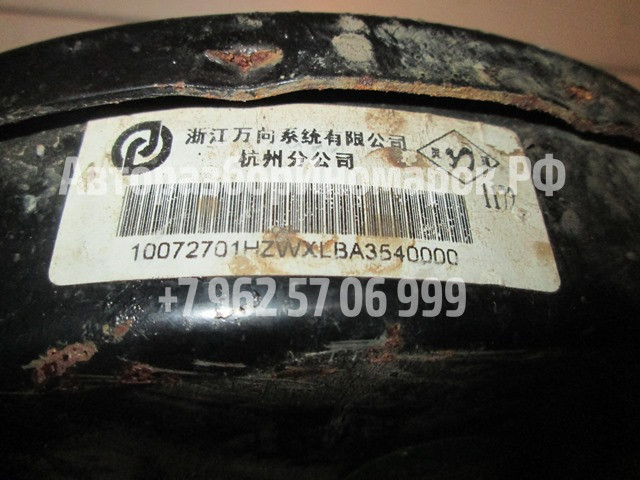 浙江万向系统有限公司
杭州分公司
S
АвторазборИномарок.РФ
10072701HZWXLBA3540000
+7 962 57 06 999